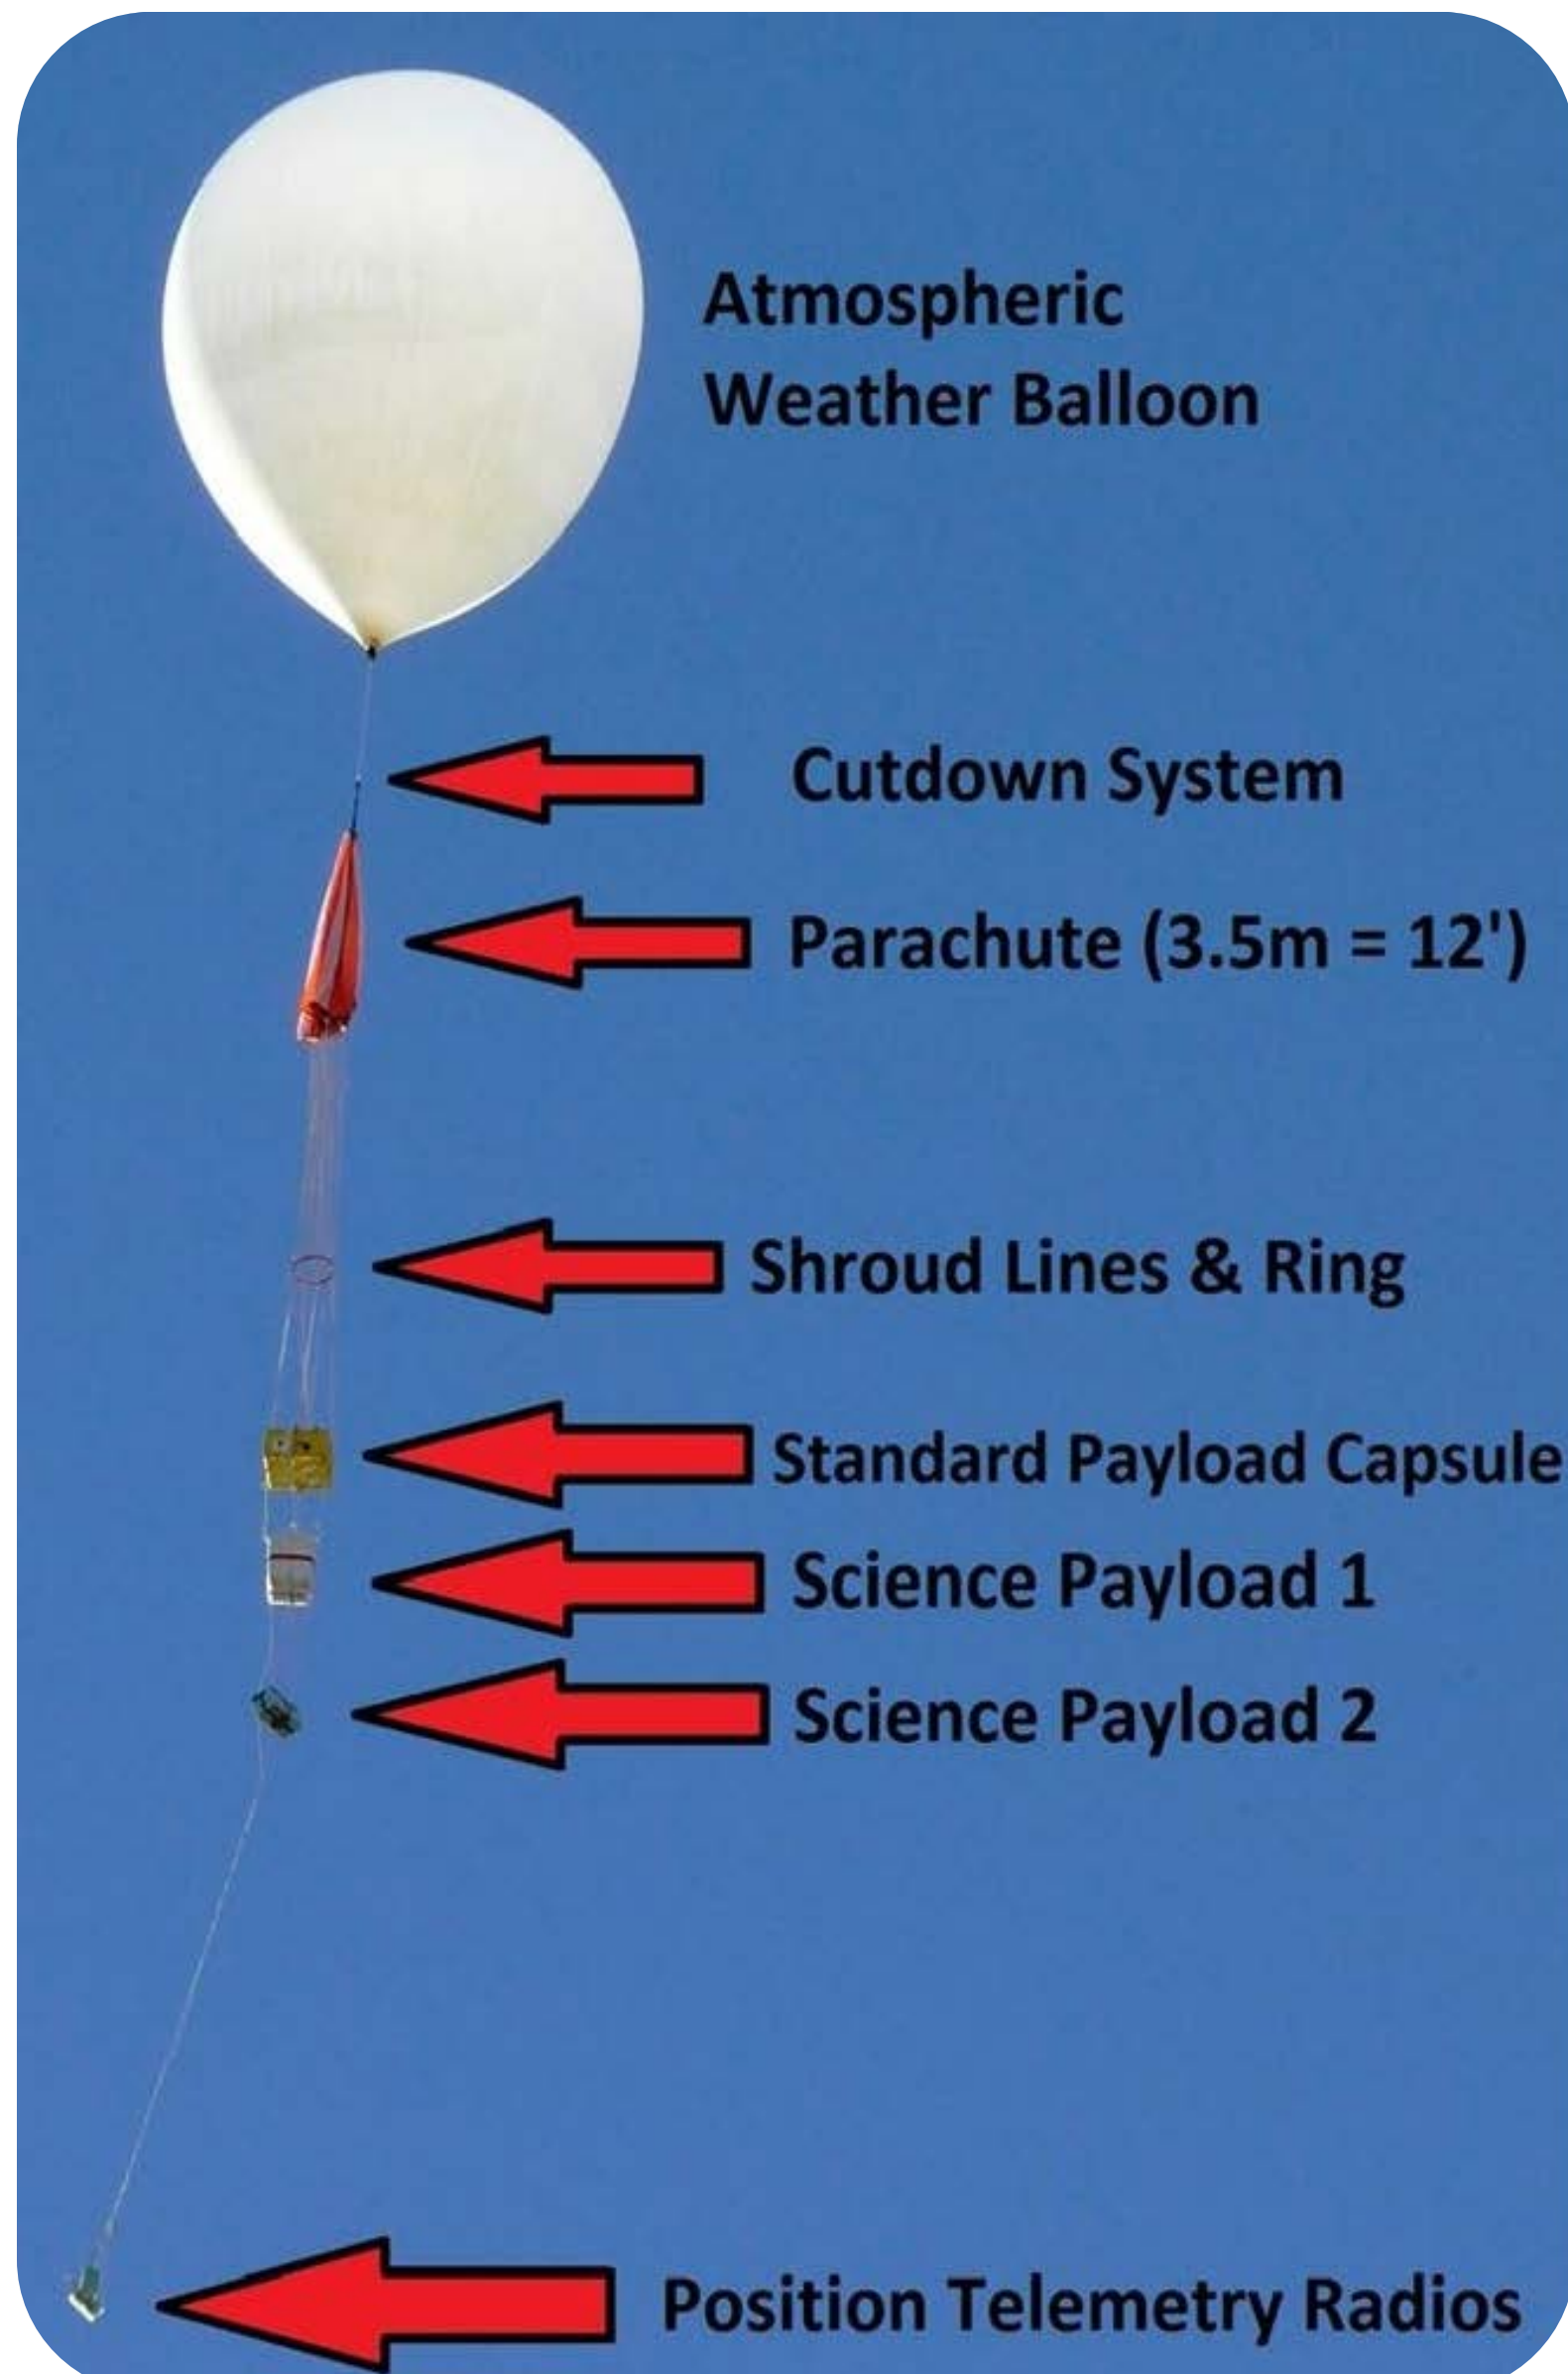 Atmospheric
Weather Balloon
Cutdown System
Parachute (3.5m = 12')
Shroud Lines & Ring
Standard Payload Capsule
Science Payload 1
Science Payload 2
Position Telemetry Radios